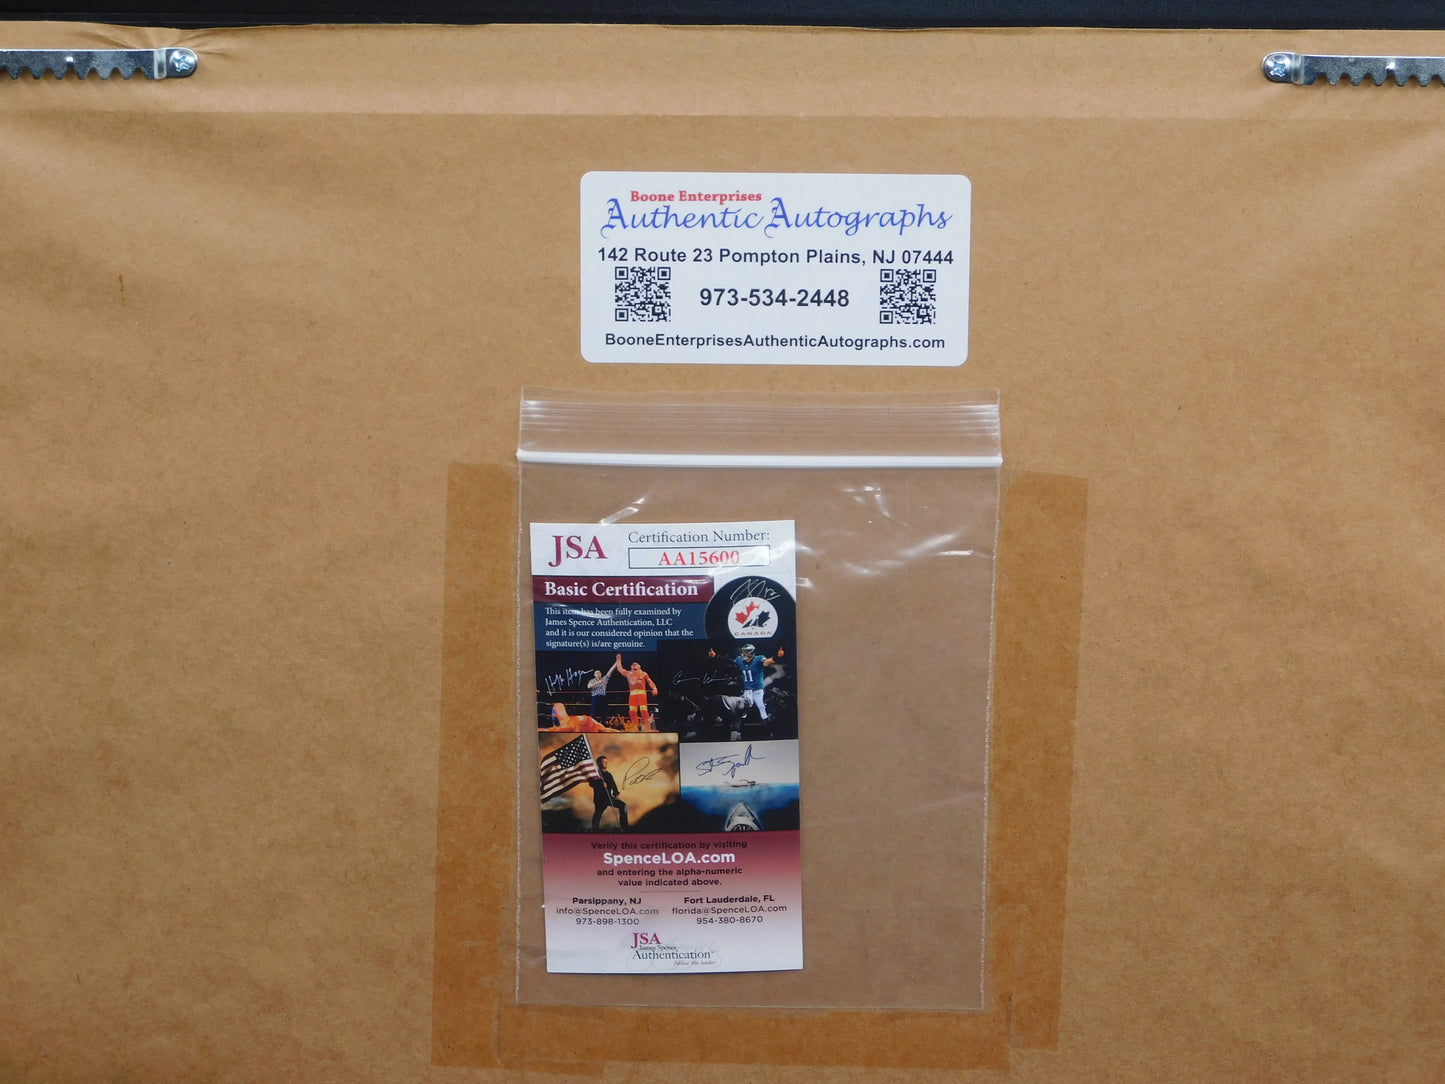 Boone Enterprises
Authentic Autographs
142 Route 23 Pompton Plains, NJ 07444
973-534-2448
BooneEnterprisesAuthenticAutographs.com
JSA
Certification Number:
AA15600
Basic Certification
This item has been fully examined by
James Spence Authentication, LLC
and it is our considered opinion that the
signature(s) is/are genuine.
CANADA
11
Verify this certification by visiting
SpenceLOA.com
and entering the alpha-numeric
value indicated above.
Parsippany, NJ
info@SpenceLOA.com
973-898-1300
Fort Lauderdale, FL
florida@SpenceLOA.com
954-380-8670
JSA
James Spence
Authentication
follow the leader